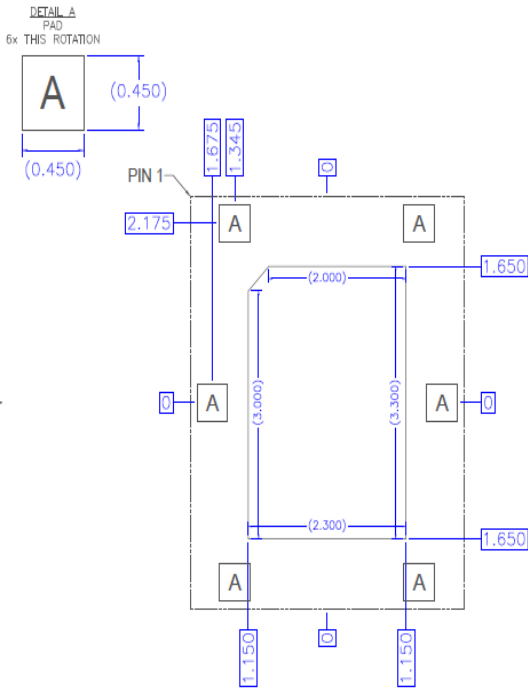 DETAIL A
PAD
6x THIS ROTATION
A
(0.450)
(0.450)
1.675
1.345
0
PIN 1
2.175
A
A
1.650
(2.000)
(3.000)
(3.300)
0
A
A
0
(2.300)
1.650
A
A
1.150
0
1.150